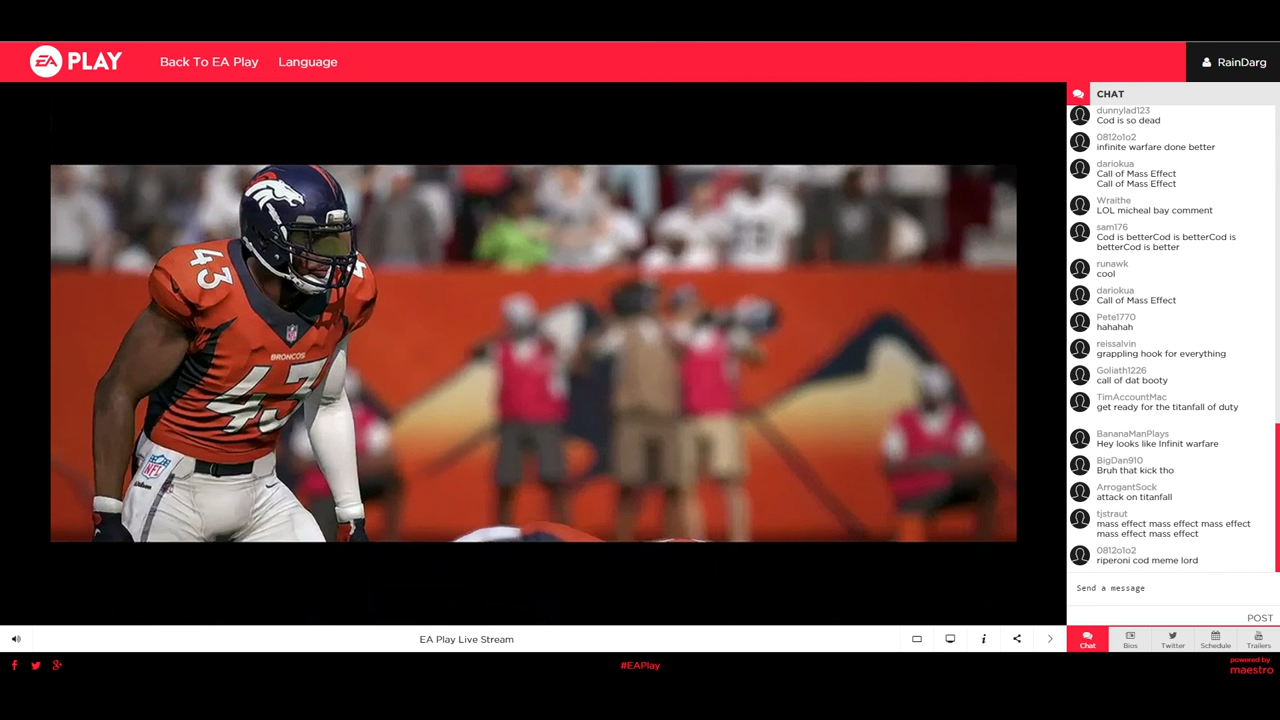 EA PLAY
Back To EA Play
Language
RainDarg
43
BRONCOS
43
NFL
CHAT
dunnylad123
Cod is so dead
0812o1o2
infinite warfare done better
dariokua
Call of Mass Effect
Call of Mass Effect
Wraithe
LOL micheal bay comment
sam176
Cod is betterCod is betterCod is
betterCod is better
runawk
cool
dariokua
Call of Mass Effect
Pete1770
hahahah
reissalvin
grappling hook for everything
Goliath1226
call of dat booty
TimAccountMac
get ready for the titanfall of duty
BananaManPlays
Hey looks like Infinit warfare
BigDan910
Bruh that kick tho
ArrogantSock
attack on titanfall
tjstraut
mass effect mass effect mass effect
mass effect mass effect
0812o1o2
riperoni cod meme lord
Send a message
POST
EA Play Live Stream
Chat
Bios
Twitter
Schedule
Trailers
#EAPlay
powered by
maestro